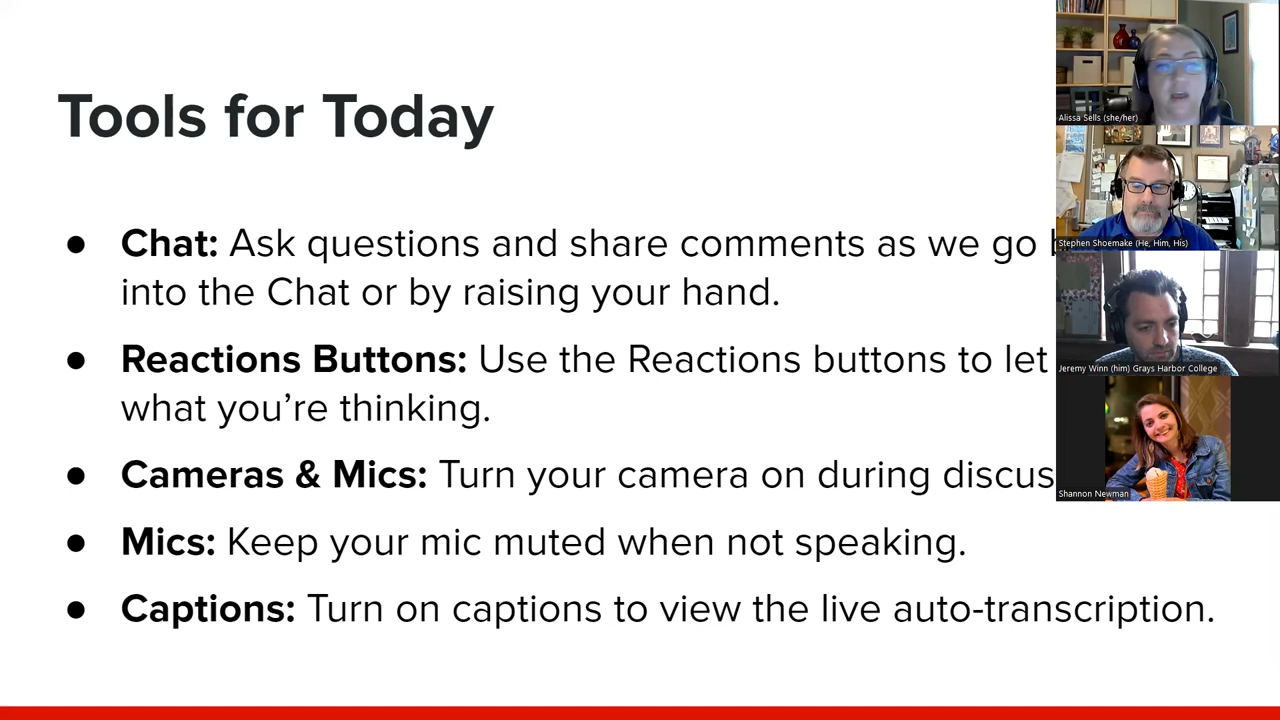 Tools for Today
● Chat: Ask questions and share comments as we go
into the Chat or by raising your hand.
● Reactions Buttons: Use the Reactions buttons to let
what you’re thinking.
● Cameras & Mics: Turn your camera on during
● Mics: Keep your mic muted when not speaking.
● Captions: Turn on captions to view the live auto-transcription.
Alissa Sells (she/her)
Stephen Shoemake (He, Him, His)
Jeremy Winn (him) Grays Harbor College
Shannon Newman